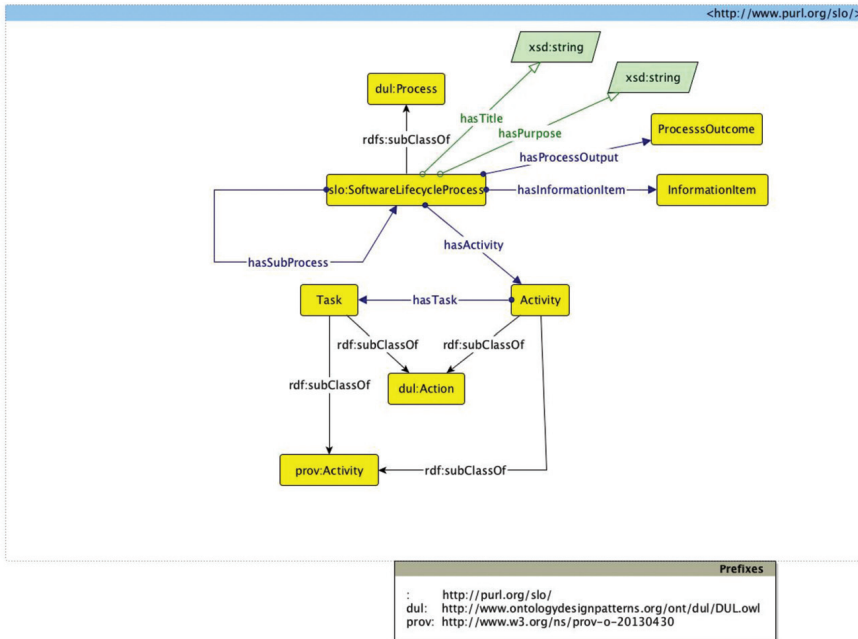 <http://www.purl.org/slo/>
xsd:string
xsd:string
dul:Process
hasTitle
hasPurpose
ProcesssOutcome
rdfs:subClassOf
hasProcessOutput
slo:SoftwareLifecycleProcess
hasInformationItem
InformationItem
hasActivity
hasSubProcess
Task
hasTask
Activity
rdf:subClassOf
rdf:subClassOf
rdf:subClassOf
dul:Action
prov:Activity
rdf:subClassOf
Prefixes
: http://purl.org/slo/
dul: http://www.ontologydesignpatterns.org/ont/dul/DUL.owl
prov: http://www.w3.org/ns/prov-o-20130430